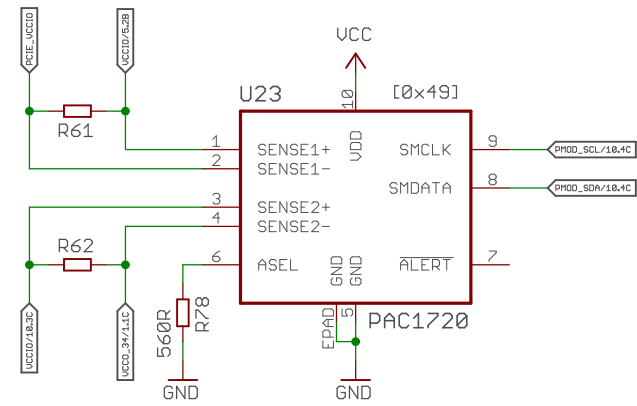 PCIE_VCCIO
VCCIO/5.2B
VCC
U23
[0x49]
10
R61
VDD
1
SENSE1+
SMCLK
9
PMOD_SCL/10.4C
2
SENSE1-
SMDATA
8
PMOD_SDA/10.4C
3
SENSE2+
4
SENSE2-
R62
6
ASEL
GND
GND
ALERT
7
VCCIO/10.3C
VCCO_34/1.1C
560R
R78
EPAD
5
PAC1720
GND
GND